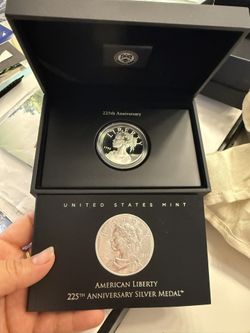 225th Anniversary
LIBERTY
UNITED STATES MINT
AMERICAN LIBERTY
225TH ANNIVERSARY SILVER MEDAL™